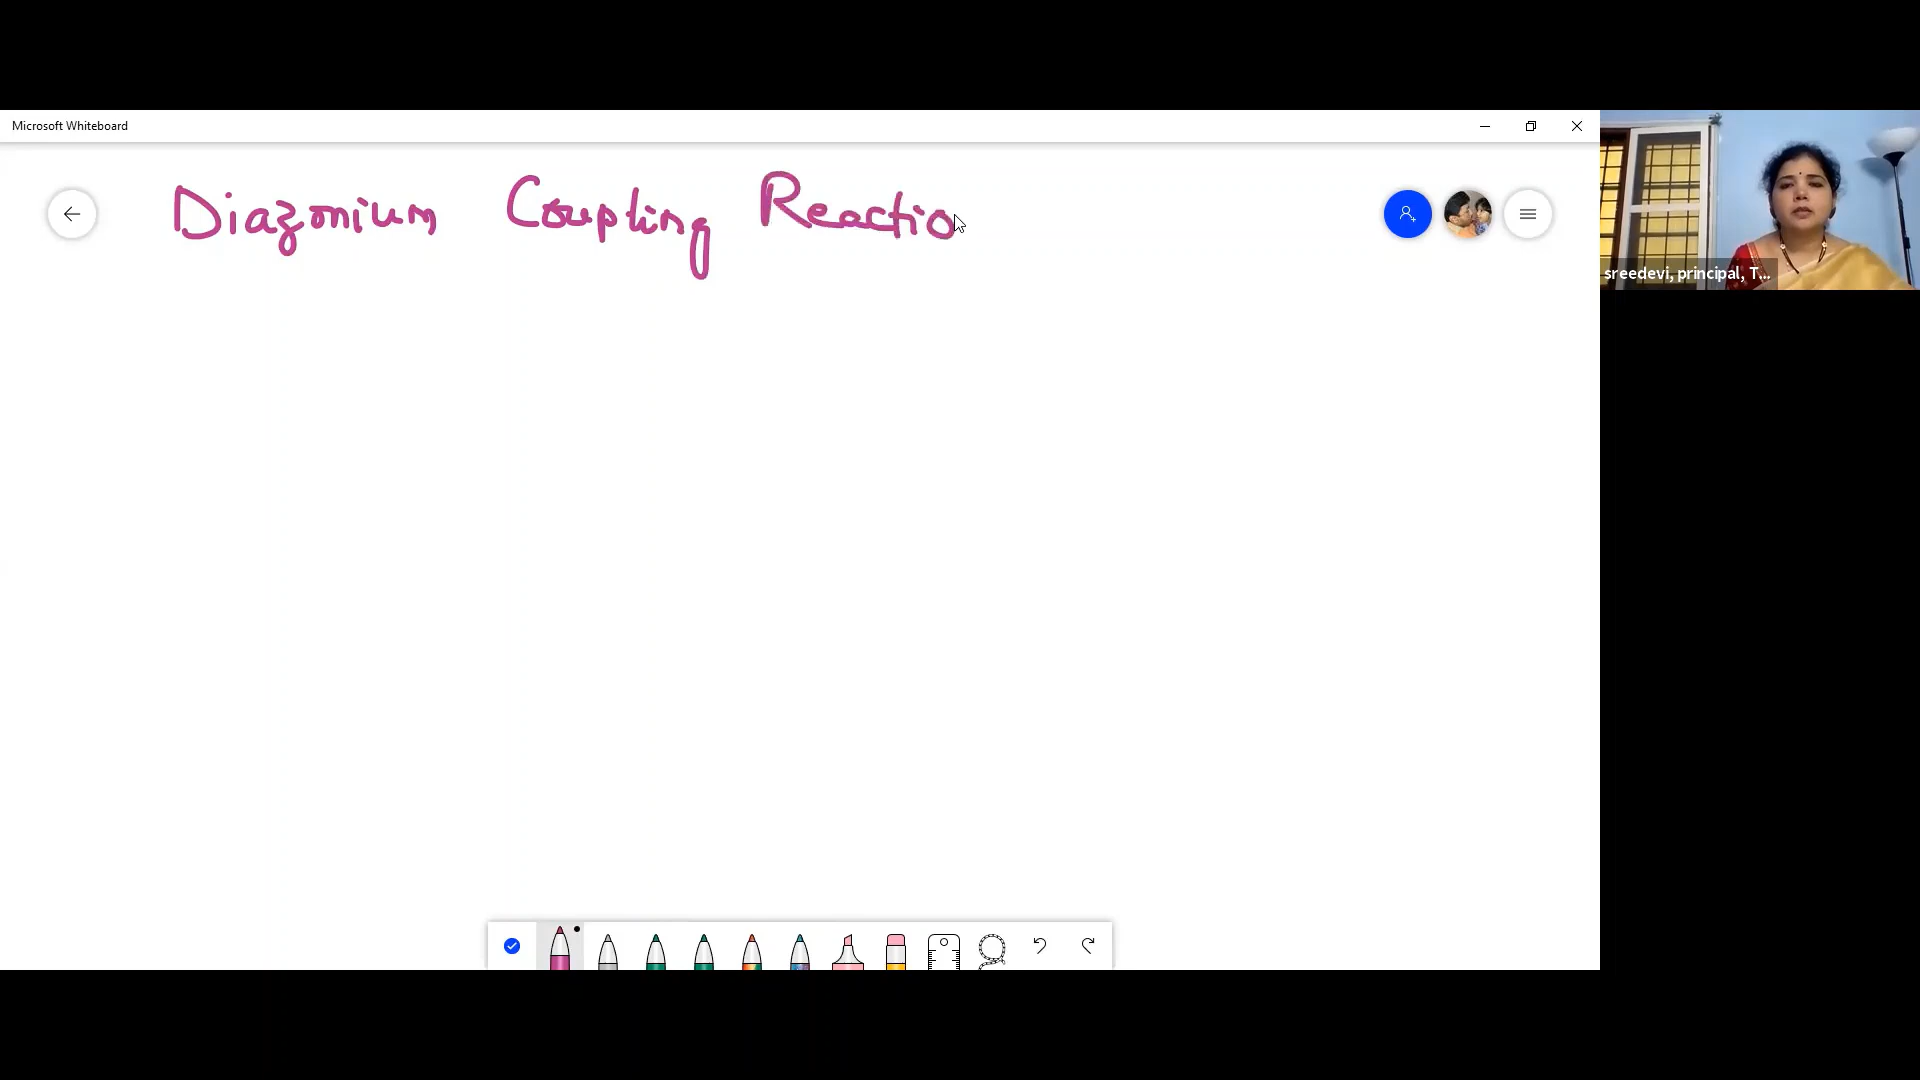 Microsoft Whiteboard
Diazonium Coupling Reactio
sreedevi, principal, T...